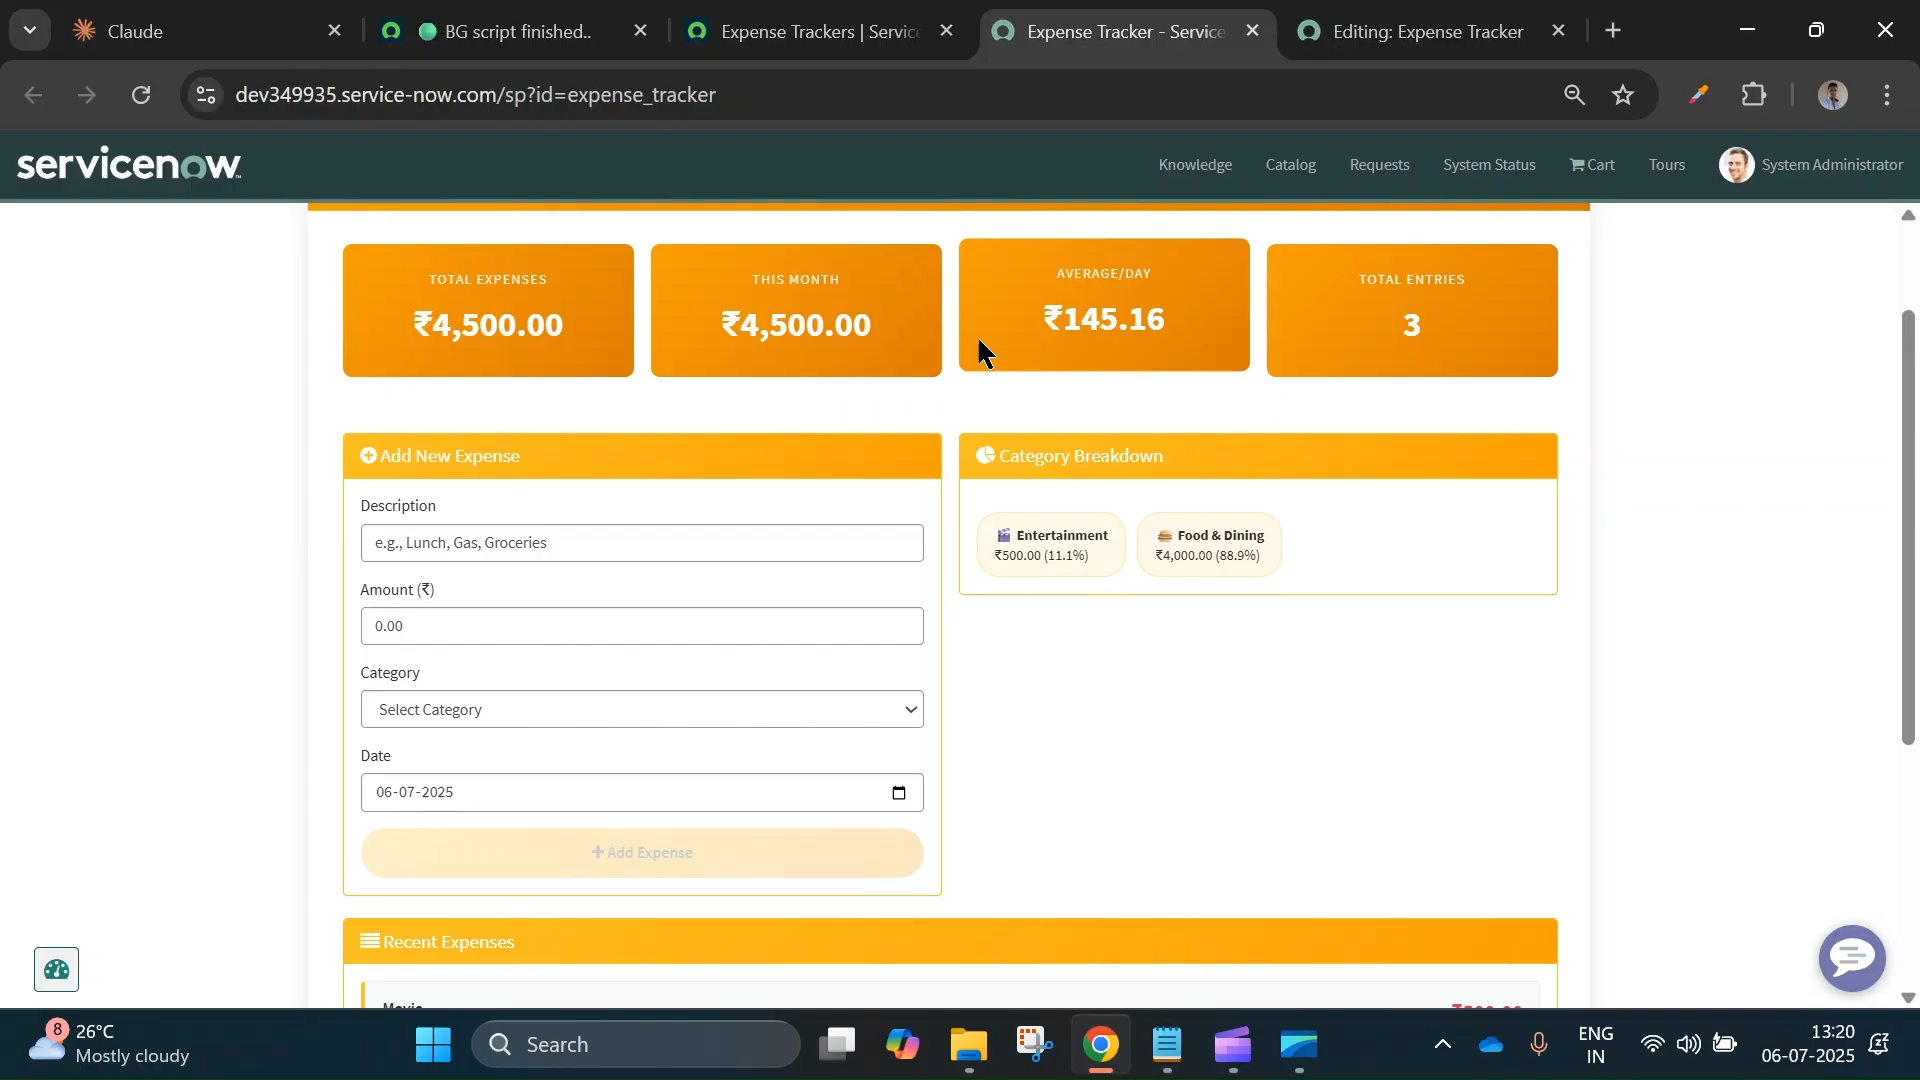 Claude
BG script finished..
Expense Trackers | Servic
Expense Tracker - Service
Editing: Expense Tracker
dev349935.service-now.com/sp?id=expense_tracker
servicenow
Knowledge
Catalog
Requests
System Status
Cart
Tours
System Administrator
TOTAL EXPENSES
₹4,500.00
THIS MONTH
₹4,500.00
AVERAGE/DAY
₹145.16
TOTAL ENTRIES
3
Add New Expense
Description
e.g., Lunch, Gas, Groceries
Amount (₹)
0.00
Category
Select Category
Date
06-07-2025
Add Expense
Category Breakdown
Entertainment
₹500.00 (11.1%)
Food & Dining
₹4,000.00 (88.9%)
Recent Expenses
Movie
₹500.00
8
26°C
Mostly cloudy
Search
ENG
IN
13:20
06-07-2025